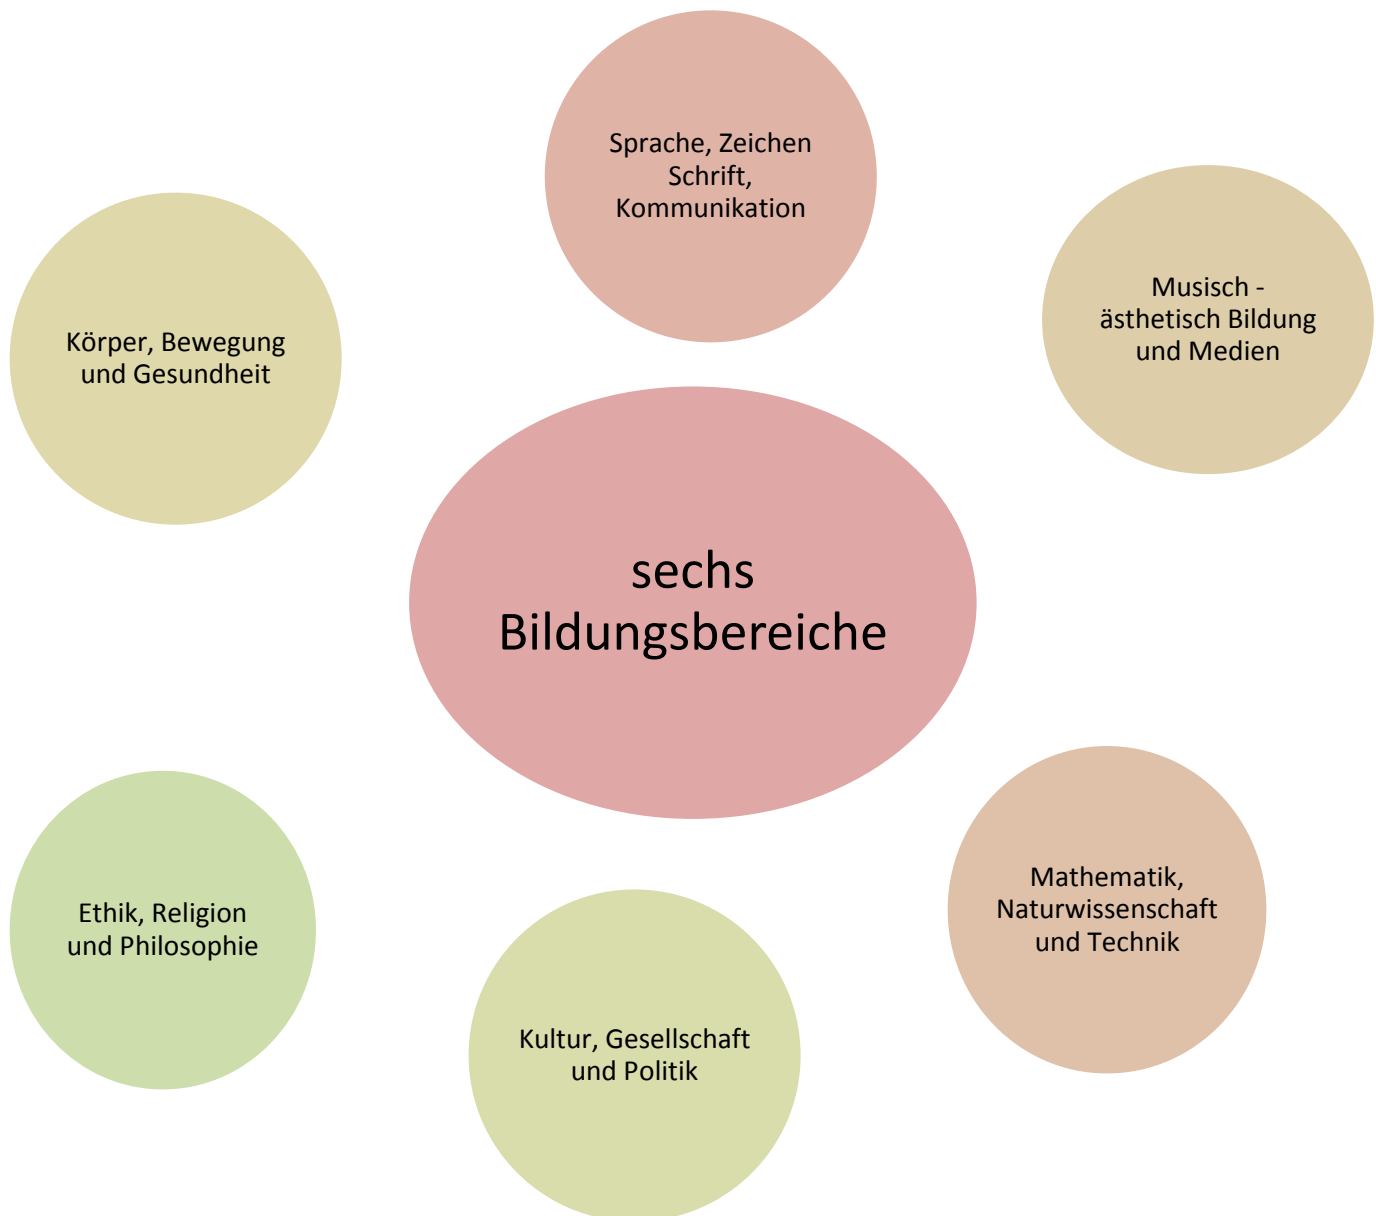 Sprache, Zeichen
Schrift,
Kommunikation
Musisch -
ästhetisch Bildung
und Medien
Körper, Bewegung
und Gesundheit
sechs
Bildungsbereiche
Mathematik,
Naturwissenschaft
und Technik
Ethik, Religion
und Philosophie
Kultur, Gesellschaft
und Politik